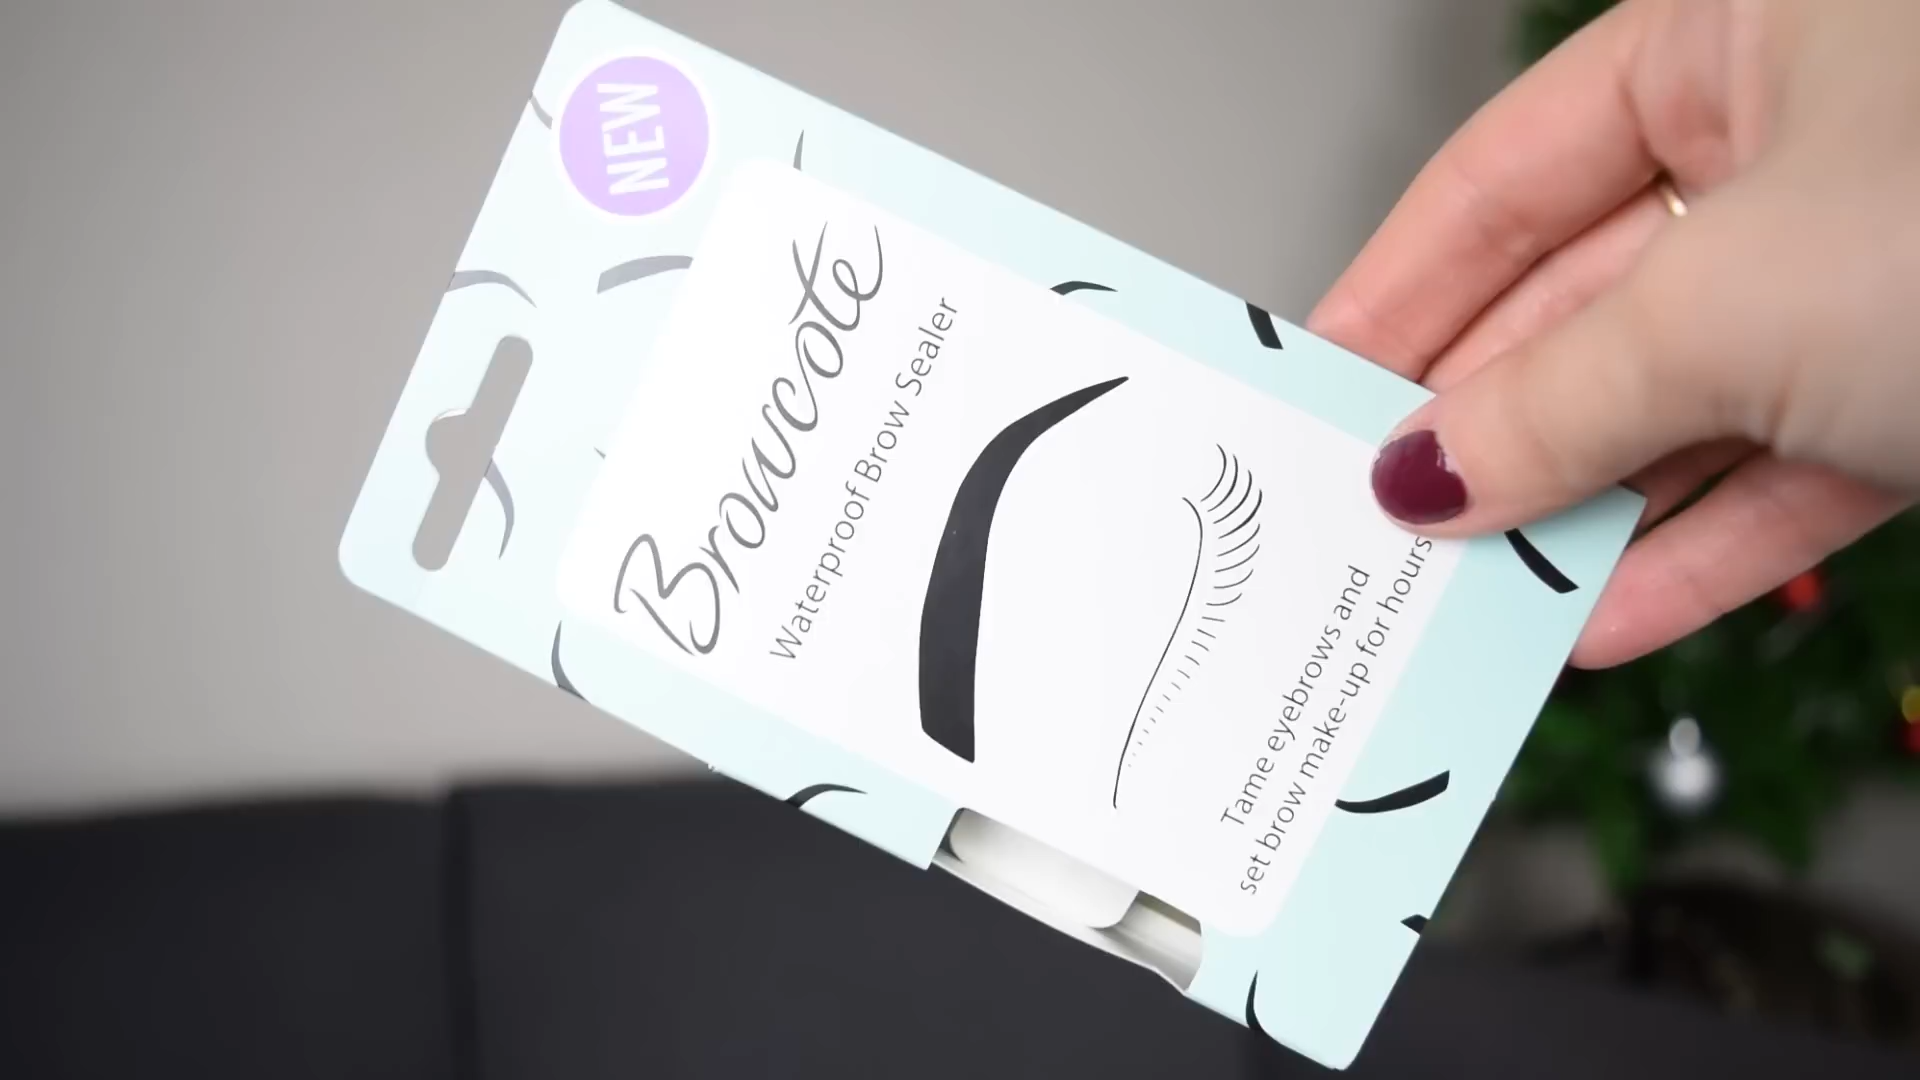 NEW
Browcote
Waterproof Brow Sealer
Tame eyebrows and
set brow make-up for hours